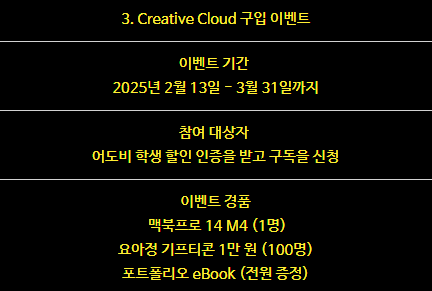 3. Creative Cloud 구입 이벤트
이벤트 기간
2025년 2월 13일 - 3월 31일까지
참여 대상자
어도비 학생 할인 인증을 받고 구독을 신청
이벤트 경품
맥북프로 14 M4 (1명)
요아정 기프티콘 1만 원 (100명)
포트폴리오 eBook (전원 증정)